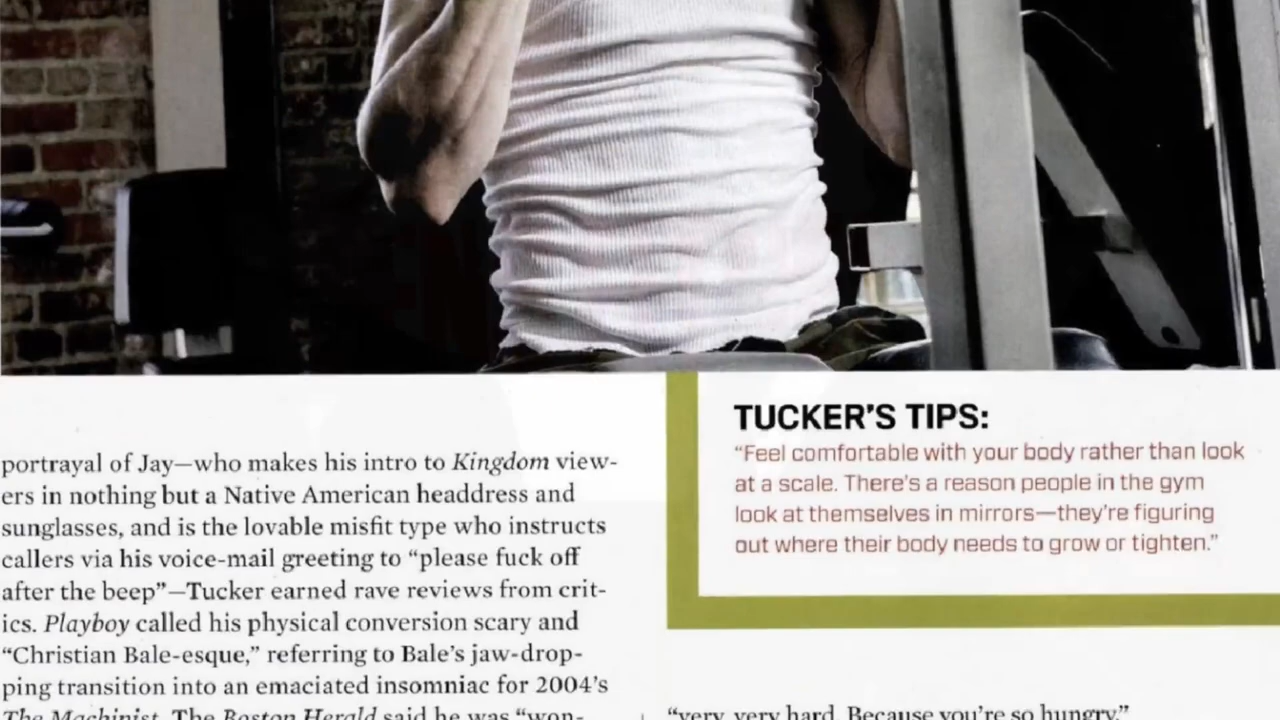 portrayal of Jay—who makes his intro to Kingdom view-
ers in nothing but a Native American headdress and
sunglasses, and is the lovable misfit type who instructs
callers via his voice-mail greeting to “please fuck off
after the beep”—Tucker earned rave reviews from crit-
ics. Playboy called his physical conversion scary and
“Christian Bale-esque,” referring to Bale’s jaw-drop-
ping transition into an emaciated insomniac for 2004’s
The Machinist. The Boston Herald said he was “won-
TUCKER’S TIPS:
“Feel comfortable with your body rather than look
at a scale. There’s a reason people in the gym
look at themselves in mirrors—they’re figuring
out where their body needs to grow or tighten.”
“very, very hard. Because you’re so hungry.”